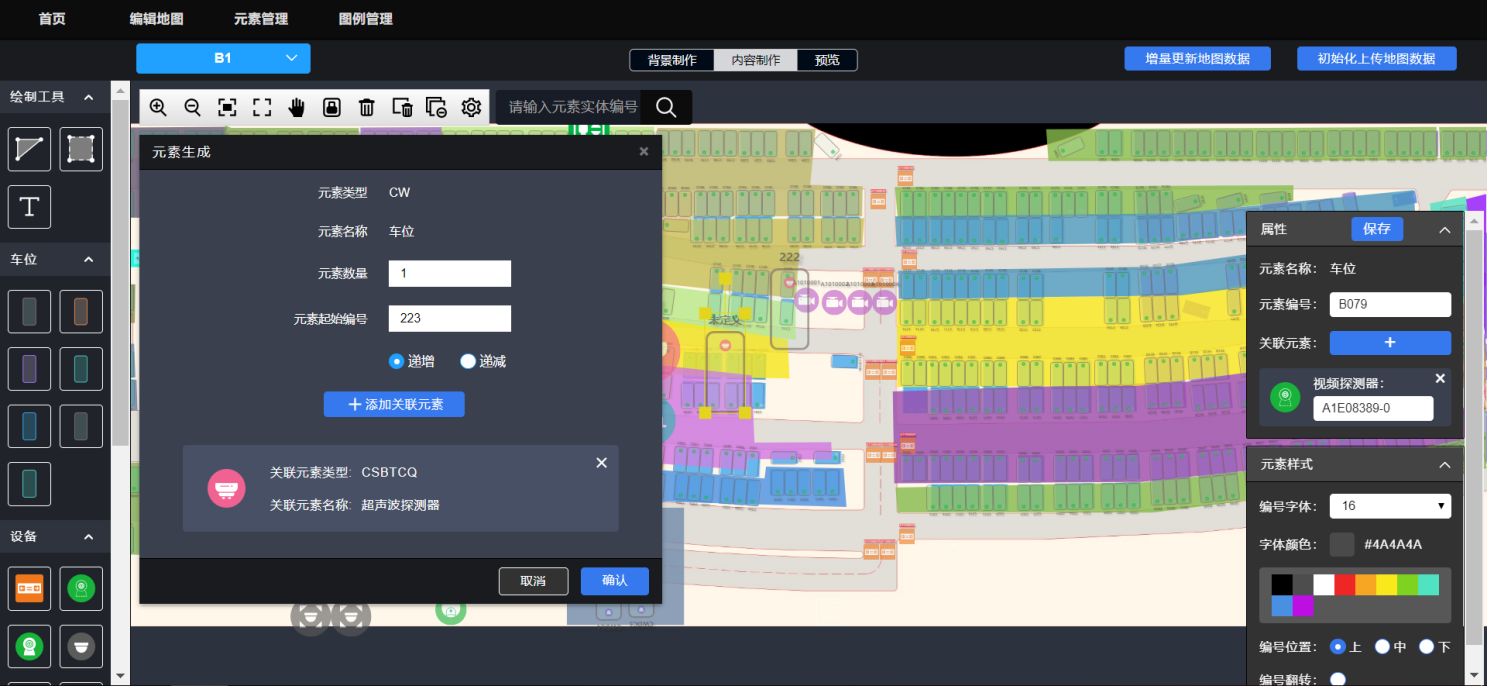 首页 编辑地图 元素管理 图例管理
B1
背景制作 内容制作 预览
增量更新地图数据 初始化上传地图数据
绘制工具
请输入元素实体编号
T
车位
设备
元素生成
元素类型 CW
元素名称 车位
元素数量 1
元素起始编号 223
递增 递减
添加关联元素
关联元素类型: CSBTCQ
关联元素名称: 超声波探测器
取消 确认
222
未定义
属性 保存
元素名称: 车位
元素编号: B079
关联元素: +
视频探测器:
A1E08389-0
元素样式
编号字体: 16
字体颜色: #4A4A4A
编号位置: 上 中 下
编号翻转: